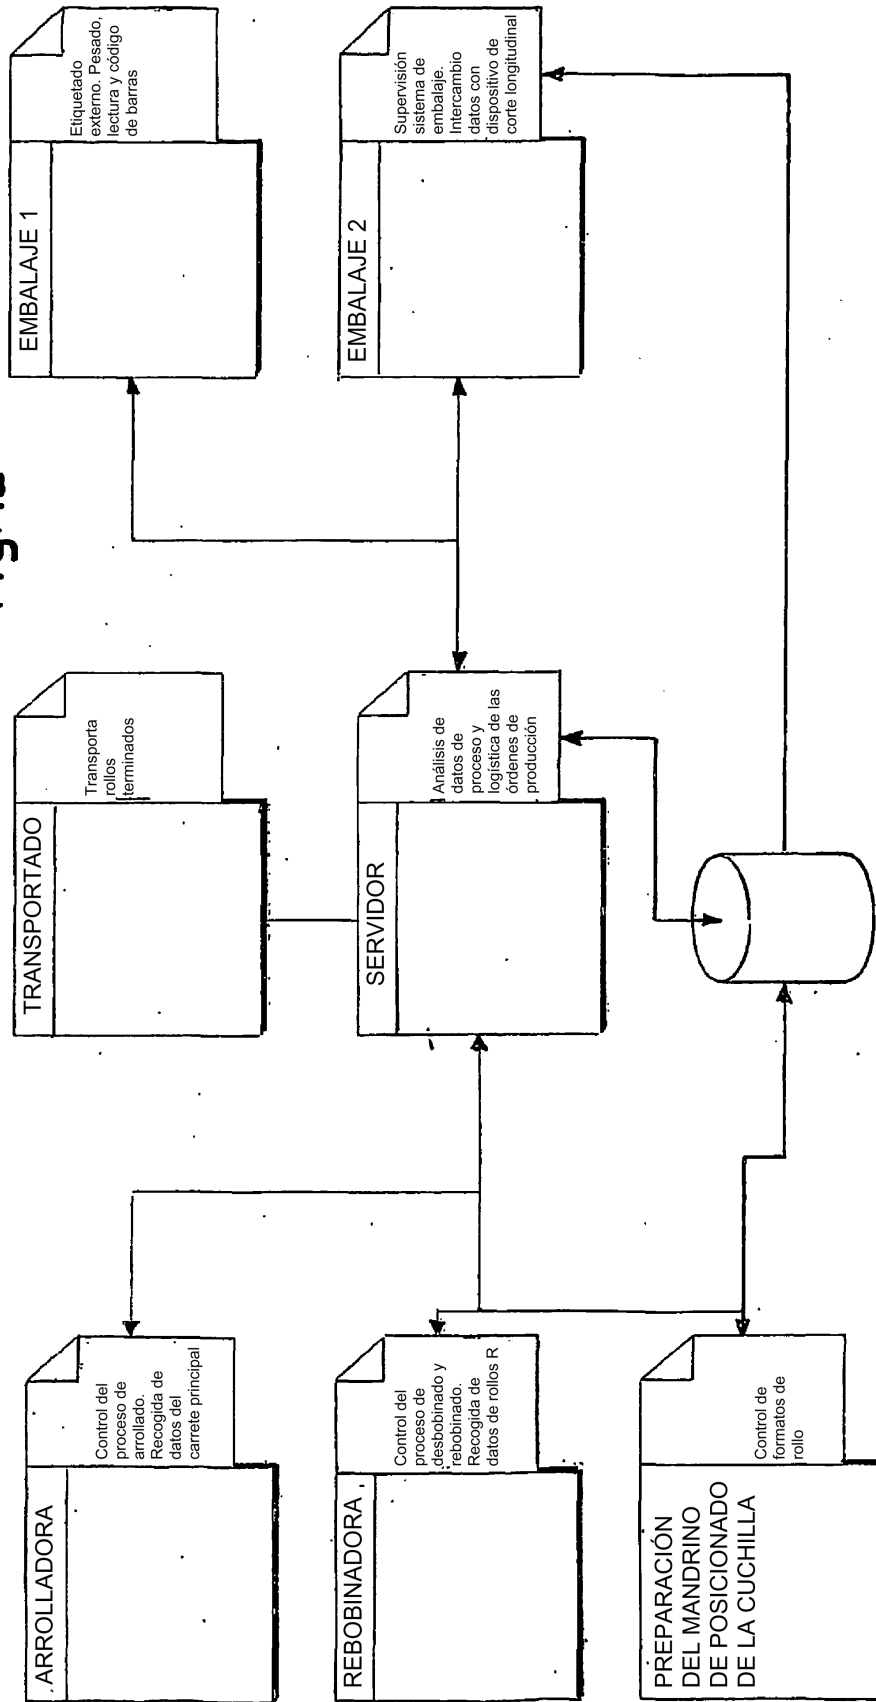 ARROLLADORA
Control del
proceso de
arrollado.
Recogida de
datos del
carrete principal
TRANSPORTADO
Transporta
rollos
terminados
EMBALAJE 1
Etiquetado
externo. Pesado,
lectura y código
de barras
REBOBINADORA
Control del
proceso de
desbobinado y
rebobinado.
Recogida de
datos de rollos R
SERVIDOR
Análisis de
datos de
proceso y
logística de las
órdenes de
producción
EMBALAJE 2
Supervisión
sistema de
embalaje.
Intercambio
datos con
dispositivo de
corte longitudinal
PREPARACIÓN
DEL MANDRINO
DE POSICIONADO
DE LA CUCHILLA
Control de
formatos de
rollo